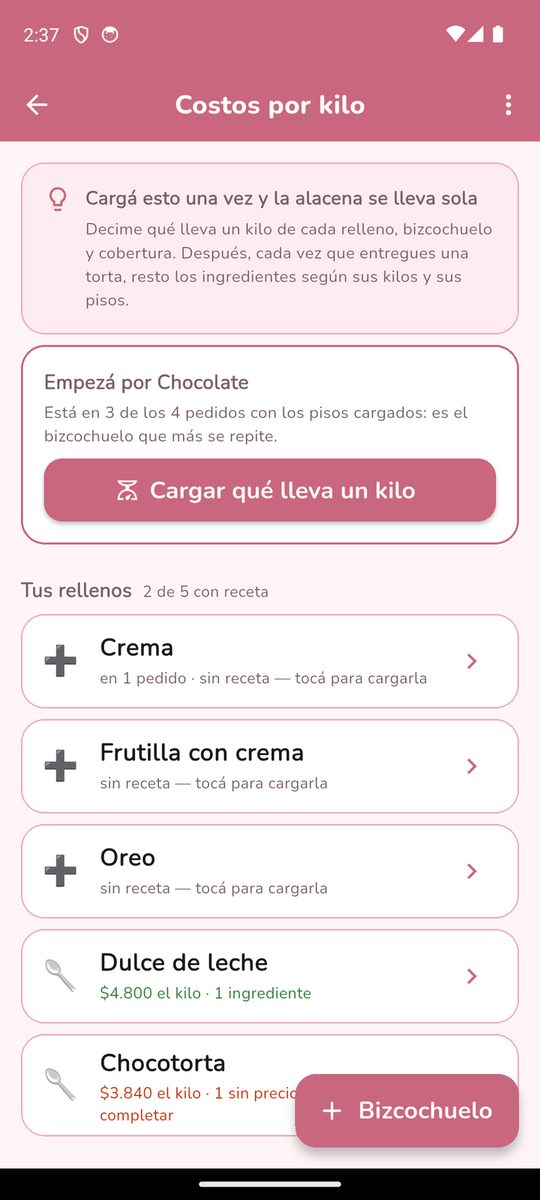 2:37
Costos por kilo
Cargá esto una vez y la alacena se lleva sola
Decime qué lleva un kilo de cada relleno, bizcochuelo
y cobertura. Después, cada vez que entregues una
torta, resto los ingredientes según sus kilos y sus
pisos.
Empezá por Chocolate
Está en 3 de los 4 pedidos con los pisos cargados: es el
bizcochuelo que más se repite.
Cargar qué lleva un kilo
Tus rellenos 2 de 5 con receta
Crema
en 1 pedido · sin receta — tocá para cargarla
Frutilla con crema
sin receta — tocá para cargarla
Oreo
sin receta — tocá para cargarla
Dulce de leche
$4.800 el kilo · 1 ingrediente
Chocotorta
$3.840 el kilo · 1 sin precio
completar
+ Bizcochuelo